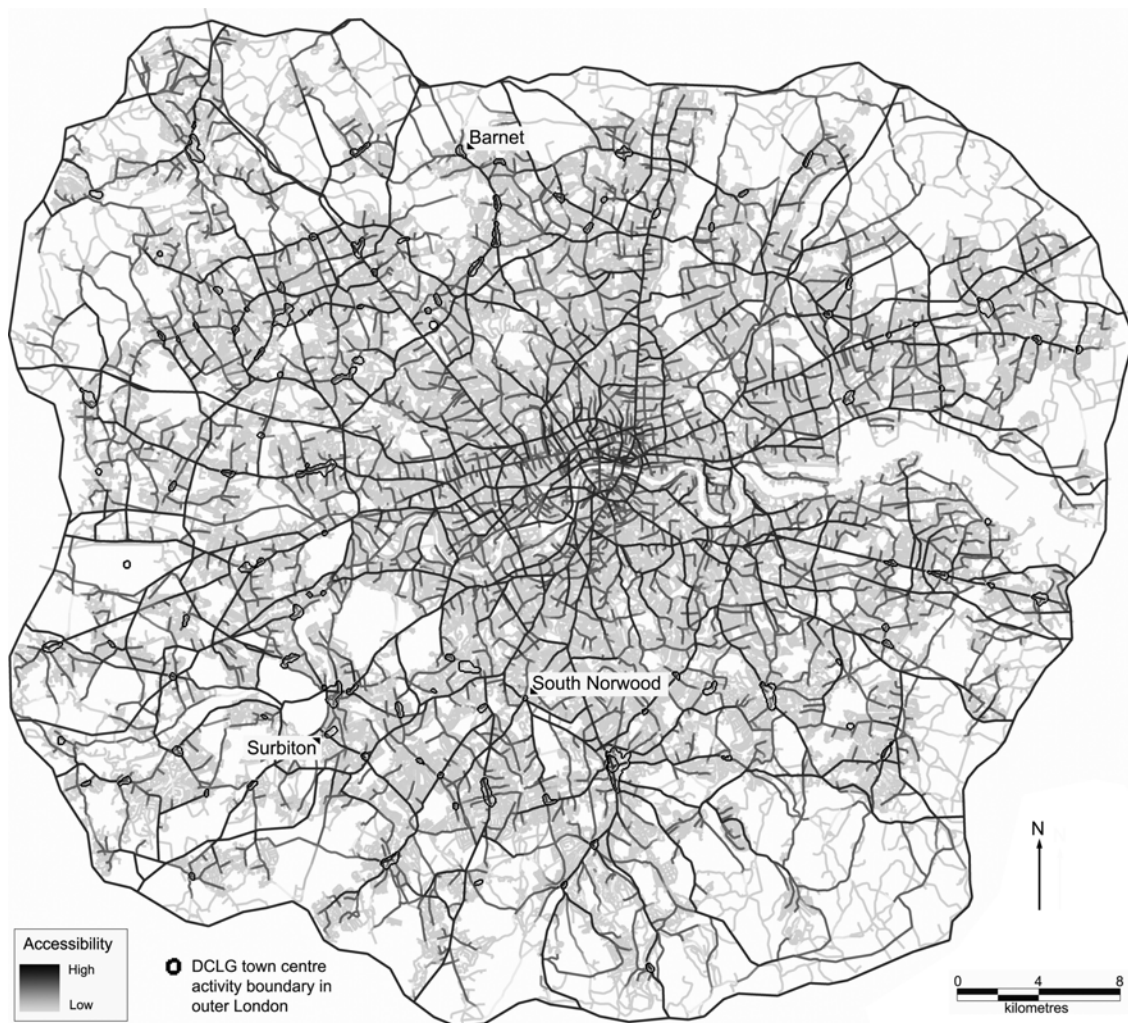 Barnet
South Norwood
Surbiton
N
Accessibility
High
Low
DCLG town centre
activity boundary in
outer London
0 4 8
kilometres